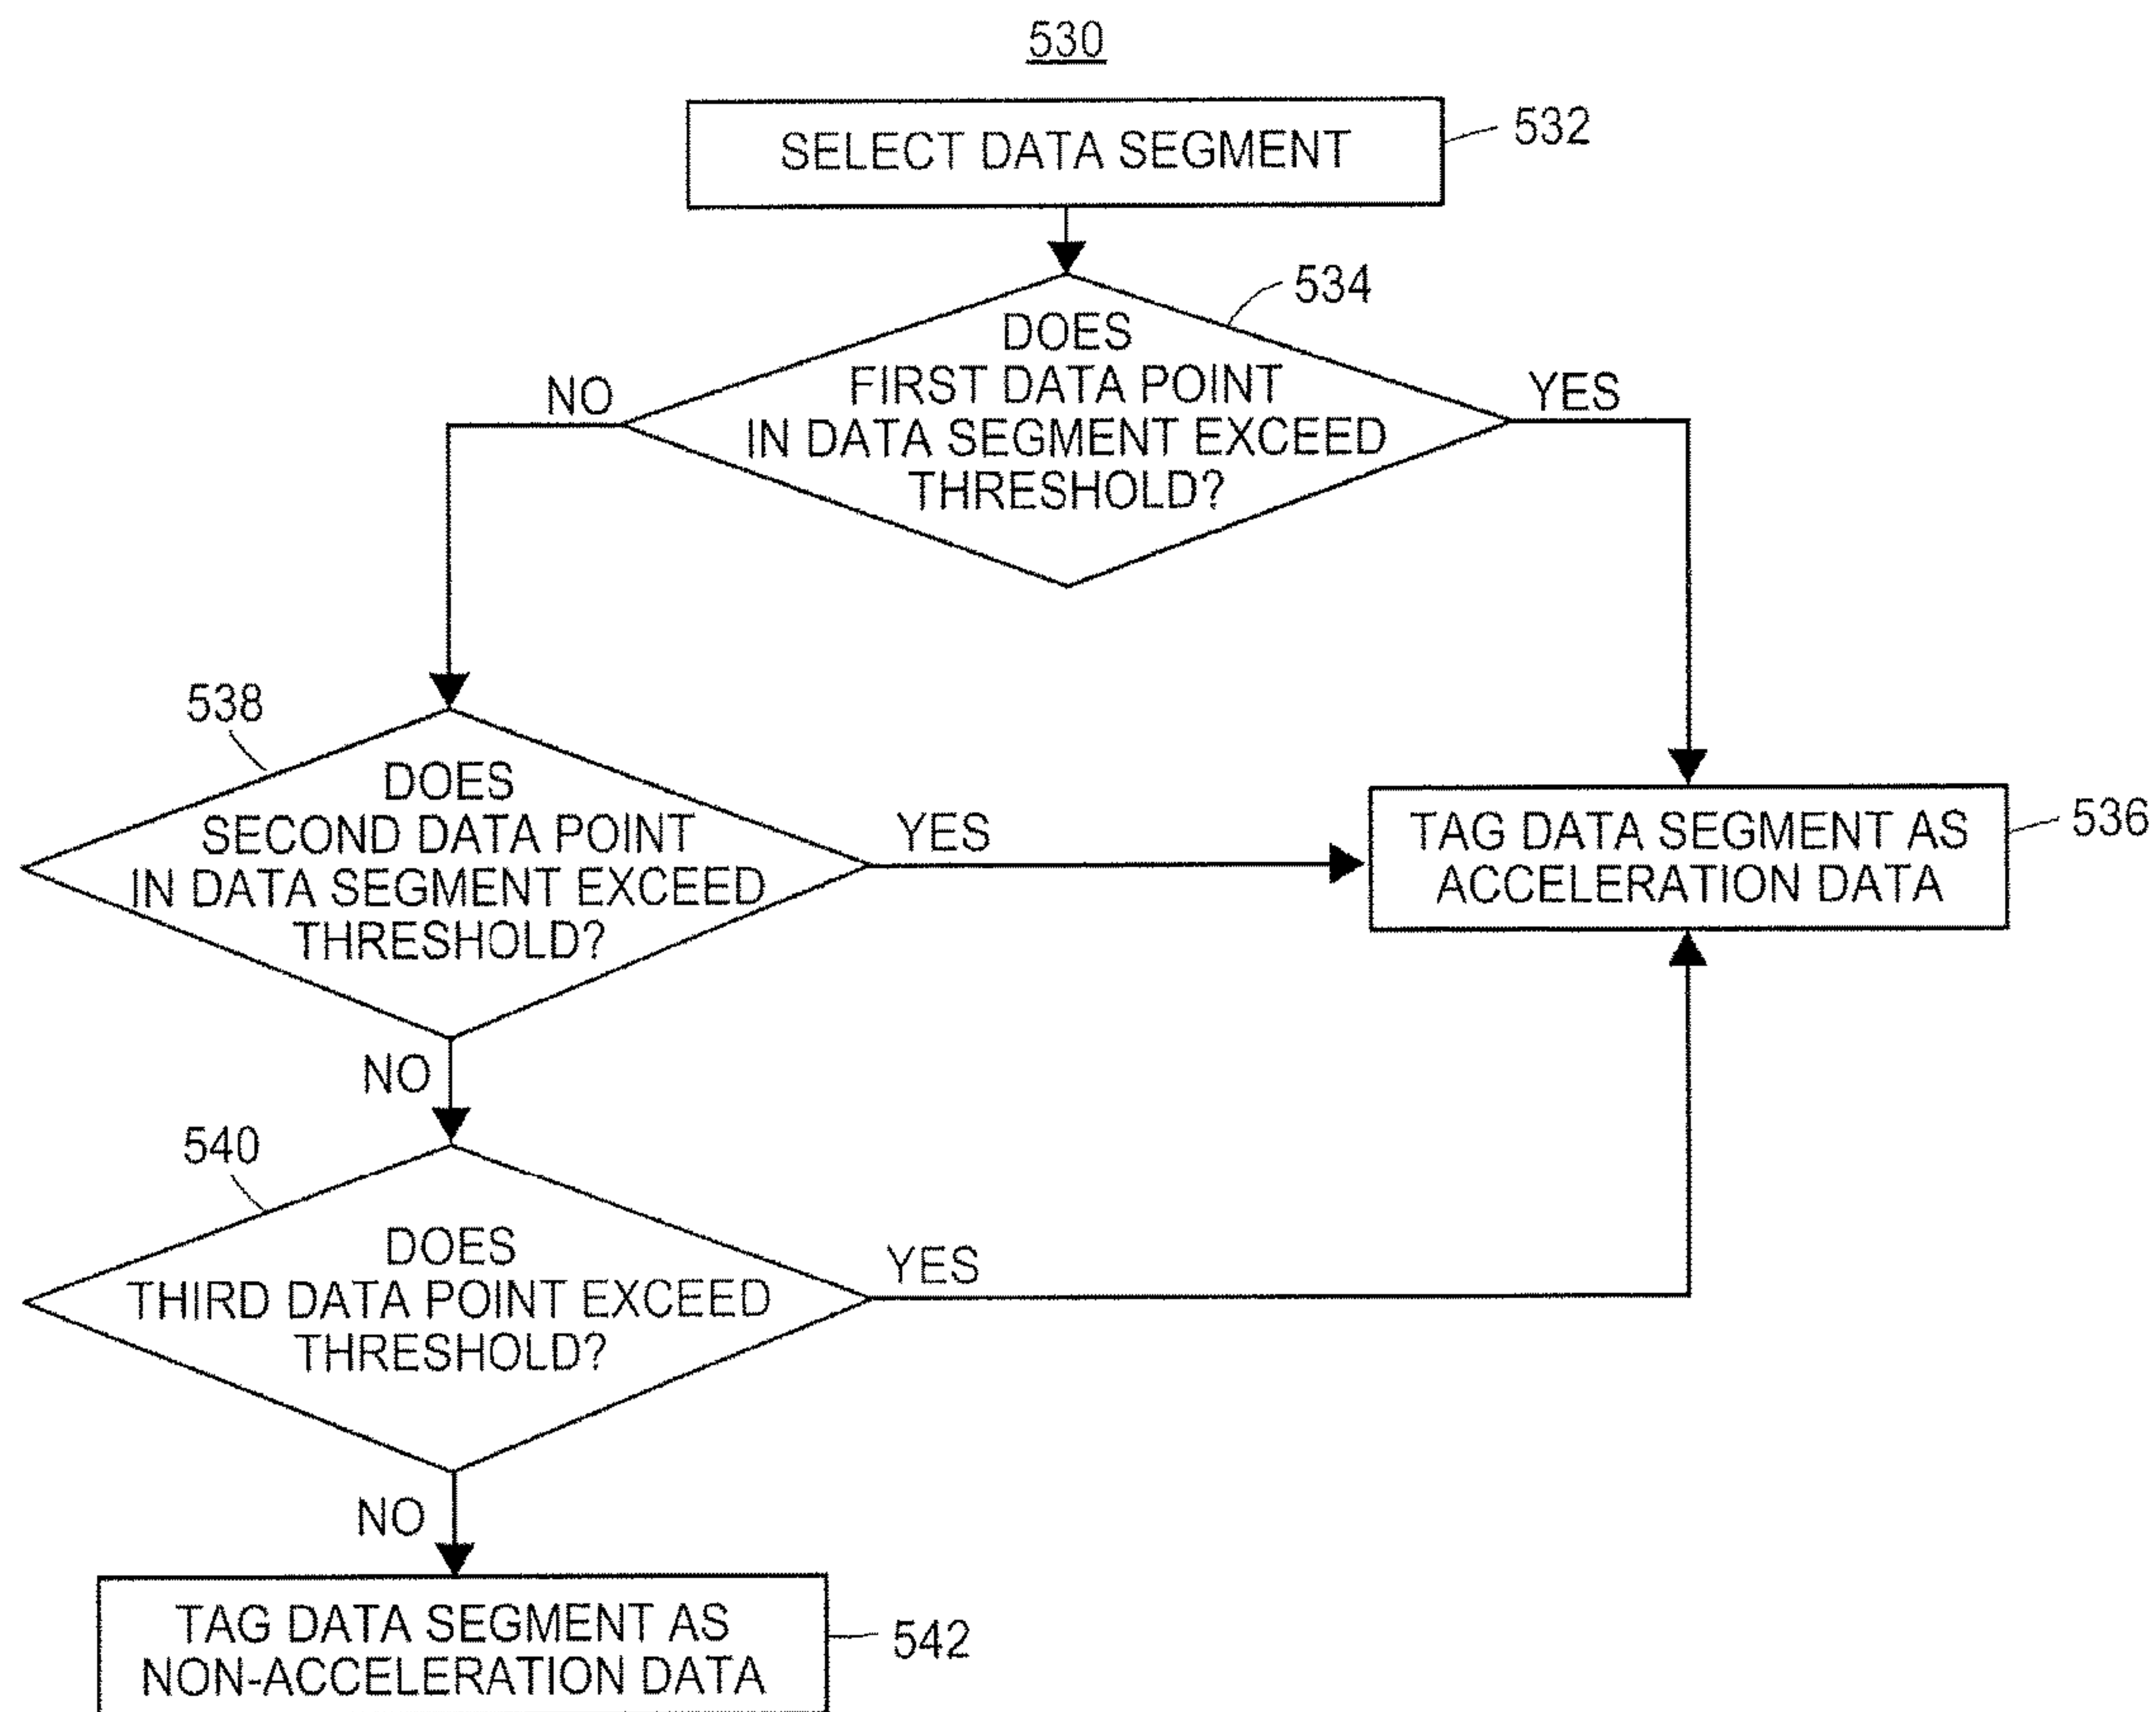 530
SELECT DATA SEGMENT
532
534
DOES
FIRST DATA POINT
IN DATA SEGMENT EXCEED
THRESHOLD?
NO
YES
538
DOES
SECOND DATA POINT
IN DATA SEGMENT EXCEED
THRESHOLD?
YES
TAG DATA SEGMENT AS
ACCELERATION DATA
536
NO
540
DOES
THIRD DATA POINT EXCEED
THRESHOLD?
YES
NO
TAG DATA SEGMENT AS
NON-ACCELERATION DATA
542